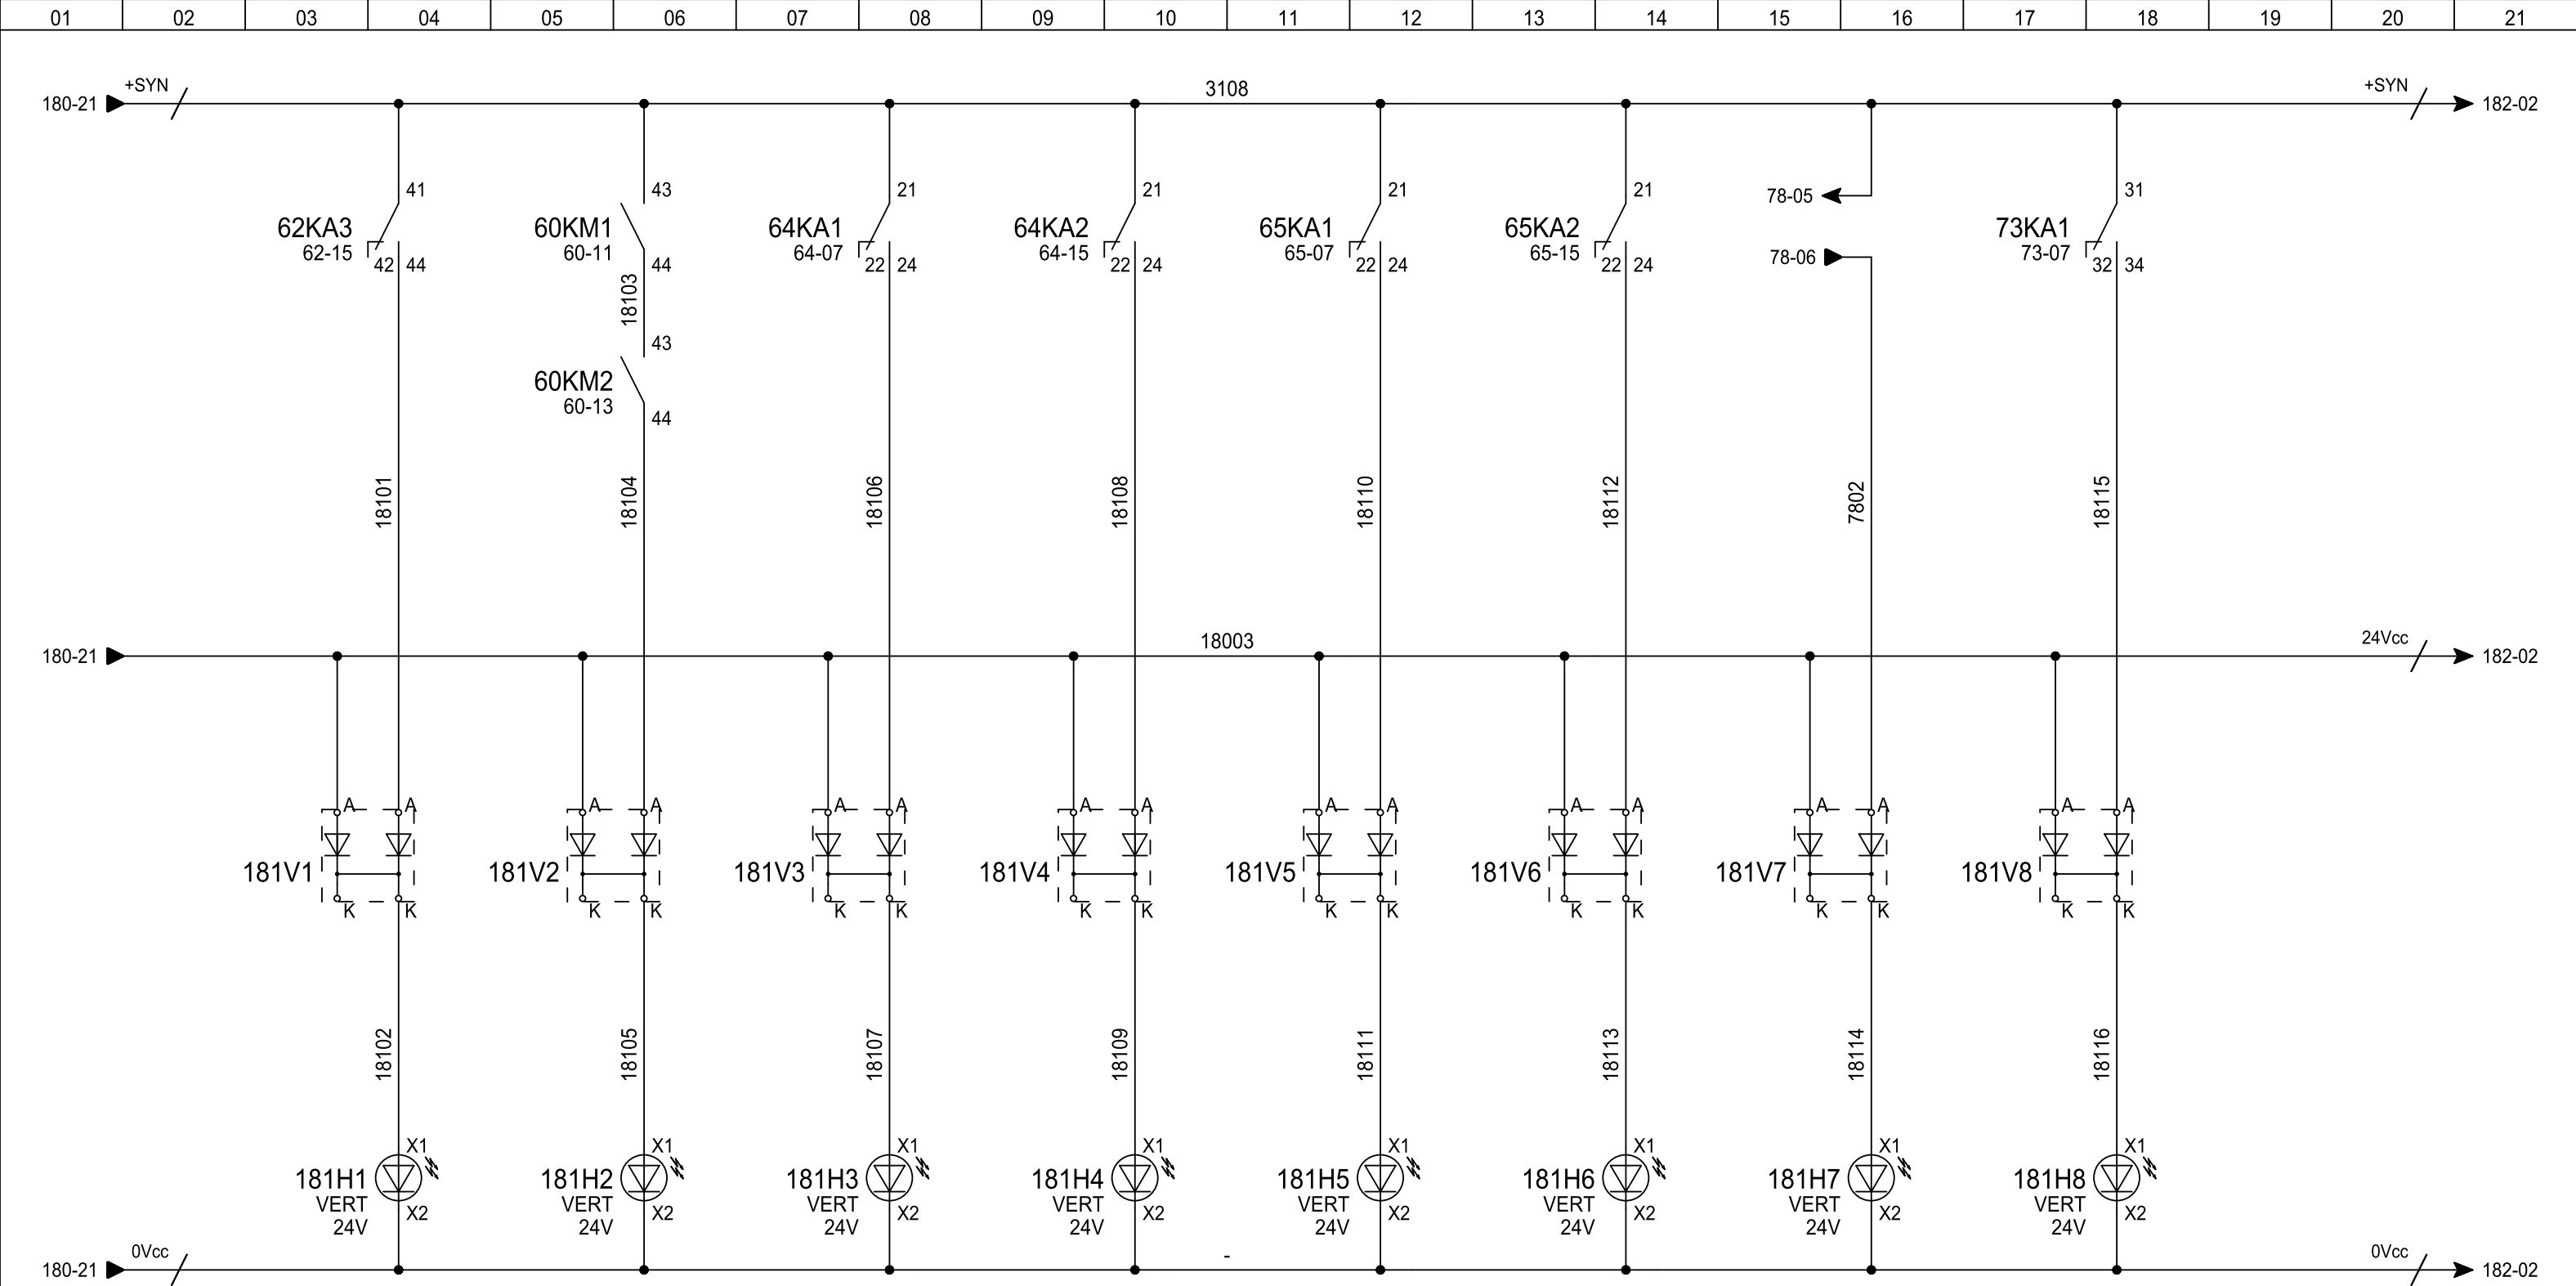 01 02 03 04 05 06 07 08 09 10 11 12 13 14 15 16 17 18 19 20 21
+SYN 3108 +SYN
180-21 182-02
41 43 21 21 21 21 78-05 31
62KA3 60KM1 64KA1 64KA2 65KA1 65KA2 73KA1
62-15 60-11 64-07 64-15 65-07 65-15 78-06 73-07
42 44 44 22 24 22 24 22 24 22 24 32 34
18103
43
60KM2
60-13
44
18101 18104 18106 18108 18110 18112 7802 18115
18003 24Vcc
180-21 182-02
A A A A A A A A A A A A A A A A
181V1 181V2 181V3 181V4 181V5 181V6 181V7 181V8
K K K K K K K K K K K K K K K K
18102 18105 18107 18109 18111 18113 18114 18116
X1 X1 X1 X1 X1 X1 X1 X1
181H1 181H2 181H3 181H4 181H5 181H6 181H7 181H8
VERT VERT VERT VERT VERT VERT VERT VERT
X2 X2 X2 X2 X2 X2 X2 X2
24V 24V 24V 24V 24V 24V 24V 24V
0Vcc - 0Vcc
180-21 182-02